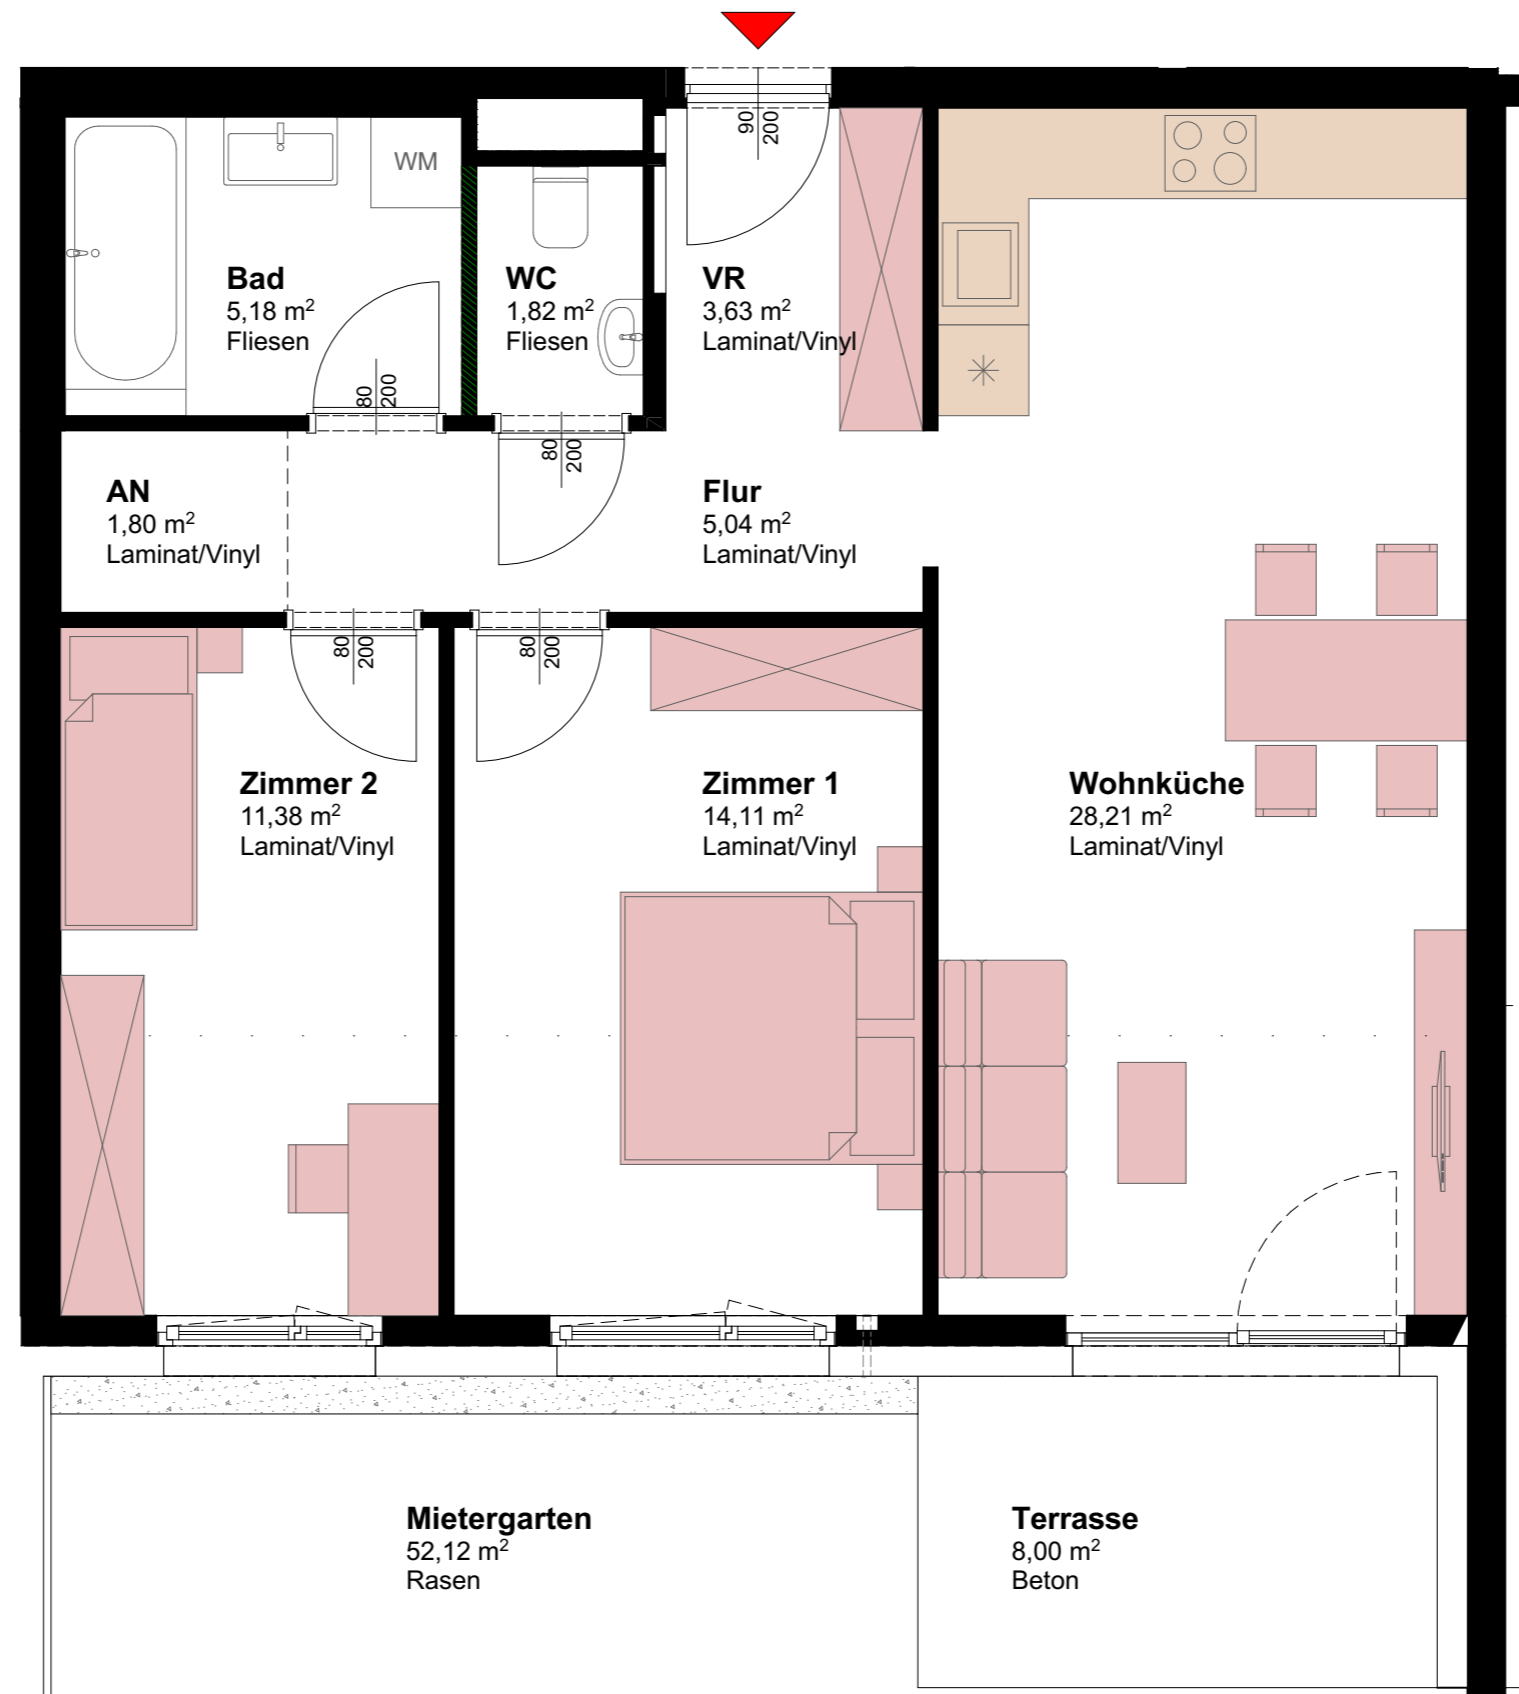 90
200
WM
Bad
5,18 m²
Fliesen
WC
1,82 m²
Fliesen
VR
3,63 m²
Laminat/Vinyl
80
200
80
200
AN
1,80 m²
Laminat/Vinyl
Flur
5,04 m²
Laminat/Vinyl
80
200
80
200
Zimmer 2
11,38 m²
Laminat/Vinyl
Zimmer 1
14,11 m²
Laminat/Vinyl
Wohnküche
28,21 m²
Laminat/Vinyl
Mietergarten
52,12 m²
Rasen
Terrasse
8,00 m²
Beton